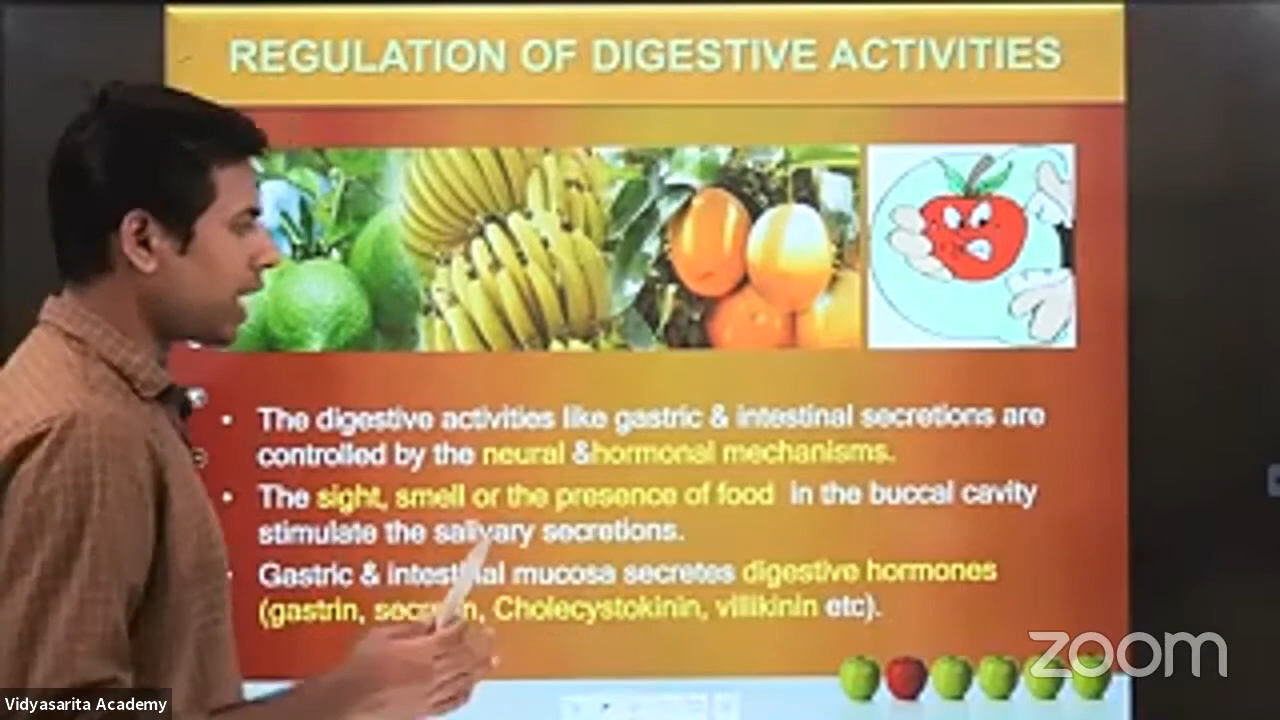 REGULATION OF DIGESTIVE ACTIVITIES
• The digestive activities like gastric & intestinal secretions are
controlled by the neural &hormonal mechanisms.
• The sight, smell or the presence of food in the buccal cavity
stimulate the salivary secretions.
• Gastric & intestinal mucosa secretes digestive hormones
(gastrin, Cholecystokinin, villikinin etc).
zoom
Vidyasarita Academy